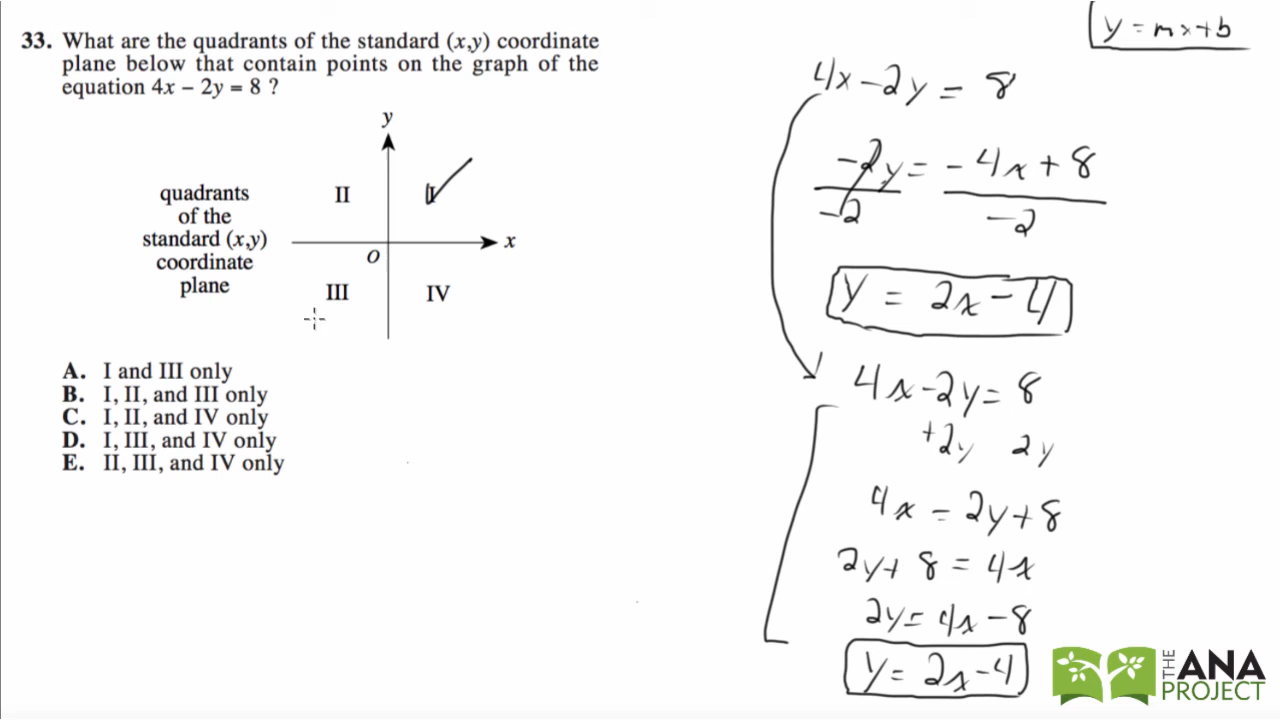 33. What are the quadrants of the standard (x,y) coordinate
plane below that contain points on the graph of the
equation 4x − 2y = 8 ?
y
quadrants
of the
standard (x,y)
coordinate
plane
II
I
x
O
III
IV
A. I and III only
B. I, II, and III only
C. I, II, and IV only
D. I, III, and IV only
E. II, III, and IV only
y = mx + b
4x − 2y = 8
−2y = −4x + 8
−2 −2
y = 2x − 4
4x − 2y = 8
+2y 2y
4x = 2y + 8
2y + 8 = 4x
2y = 4x − 8
y = 2x − 4
THE ANA
PROJECT